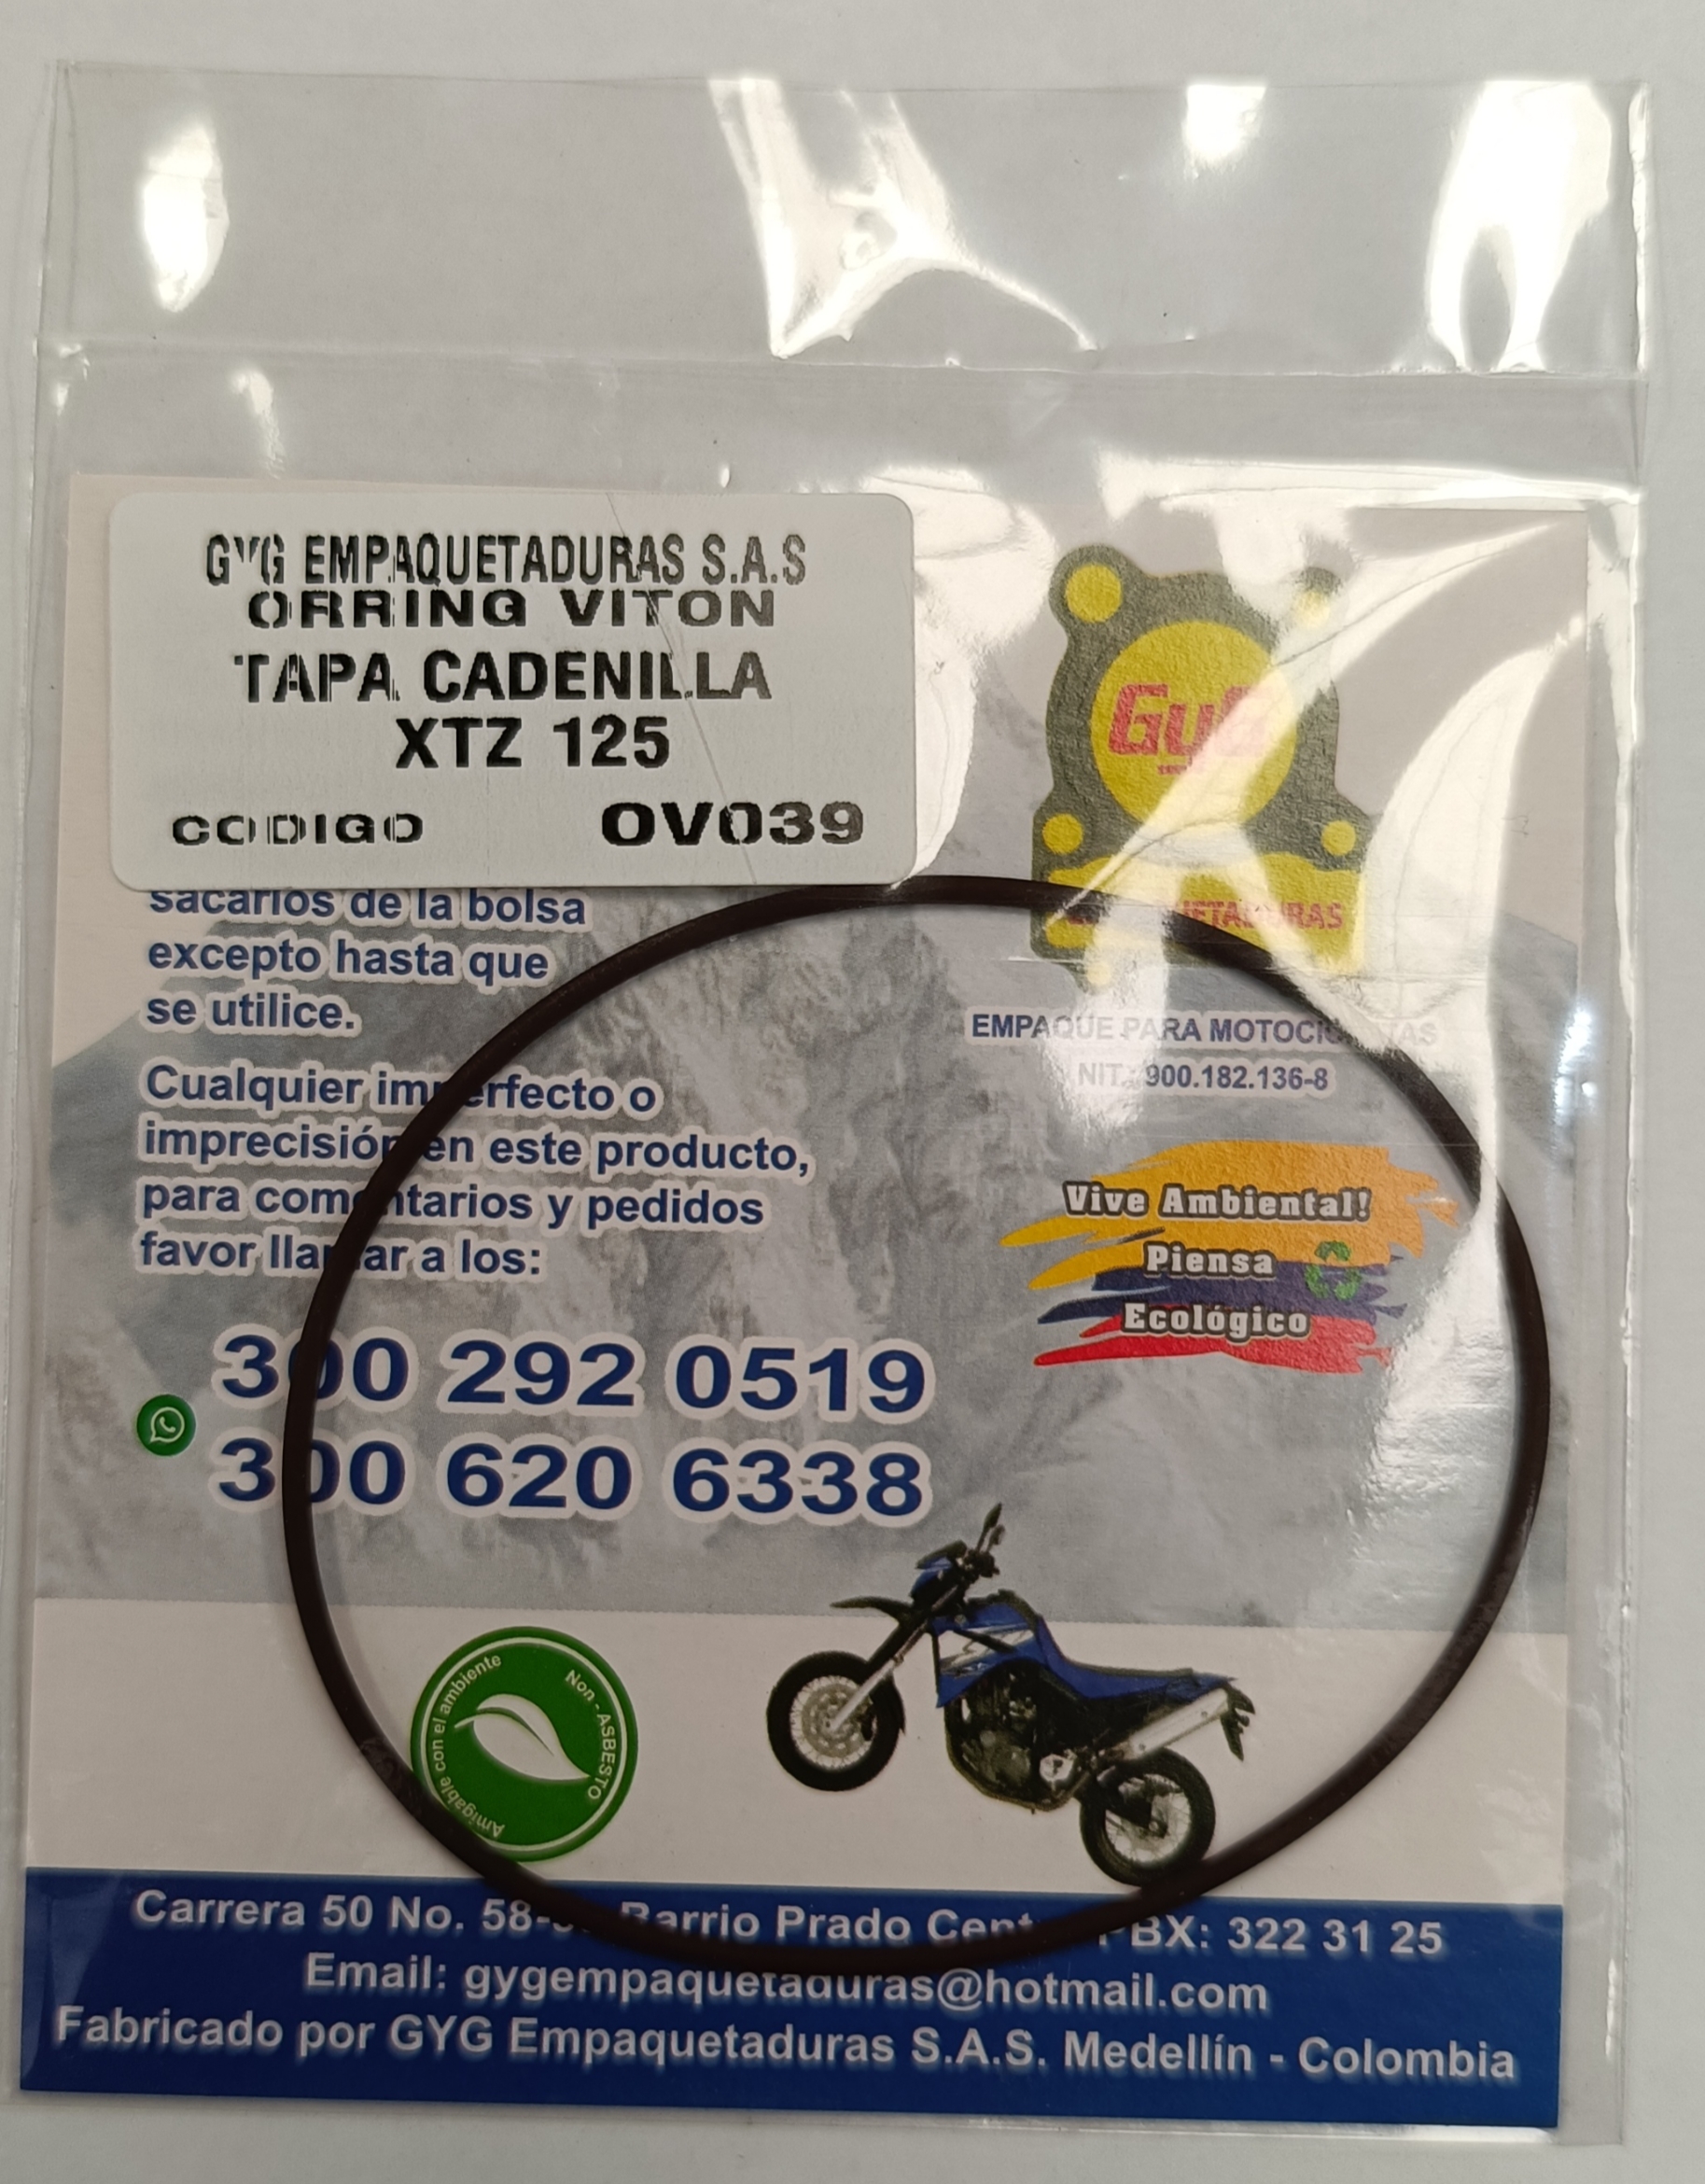 GYG EMPAQUETADURAS S.A.S
ORRING VITON
TAPA CADENILLA
XTZ 125
CODIGO OV039
sacarlos de la bolsa
excepto hasta que
se utilice.
Cualquier imperfecto o
imprecisión en este producto,
para comentarios y pedidos
favor llamar a los:
300 292 0519
300 620 6338
GyG
EMPAQUETADURAS
EMPAQUE PARA MOTOCICLETAS
NIT.: 900.182.136-8
Vive Ambiental!
Piensa
Ecológico
Amigable con el ambiente
Non - ASBESTO
Carrera 50 No. 58- Barrio Prado Centro PBX: 322 31 25
Email: gygempaquetaduras@hotmail.com
Fabricado por GYG Empaquetaduras S.A.S. Medellín - Colombia